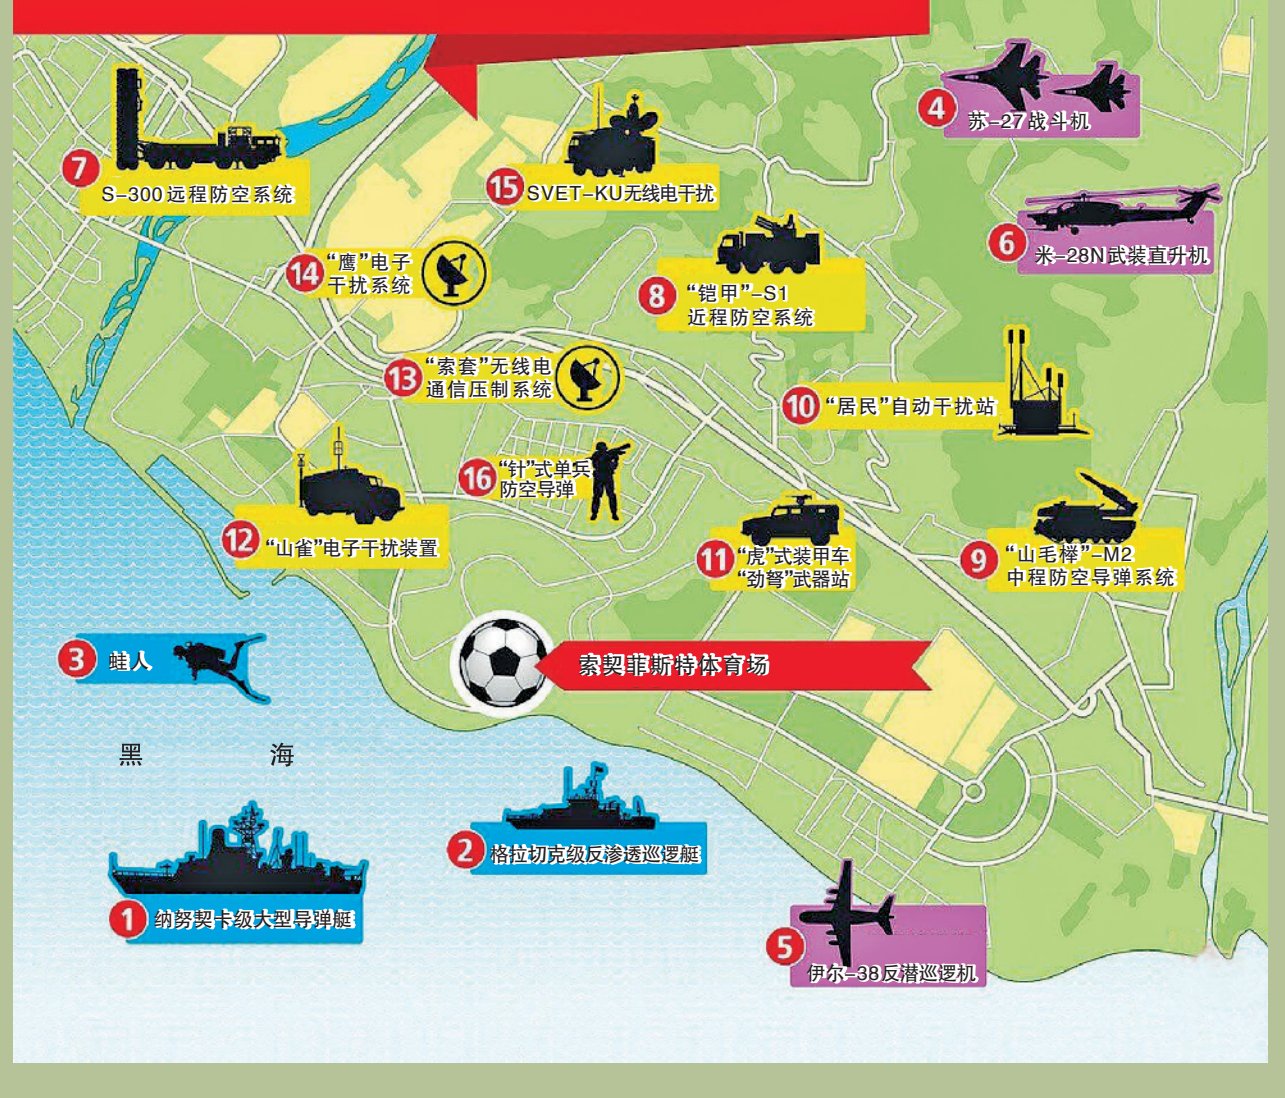 4
苏-27战斗机
7
S-300远程防空系统
15
SVET-KU无线电干扰
6
米-28N武装直升机
14
“鹰”电子
干扰系统
8
“铠甲”-S1
近程防空系统
13
“索套”无线电
通信压制系统
10
“居民”自动干扰站
16
“针”式单兵
防空导弹
12
“山雀”电子干扰装置
11
“虎”式装甲车
“劲弩”武器站
9
“山毛榉”-M2
中程防空导弹系统
3
蛙人
索契菲斯特体育场
黑 海
2
格拉切克级反渗透巡逻艇
1
纳努契卡级大型导弹艇
5
伊尔-38反潜巡逻机